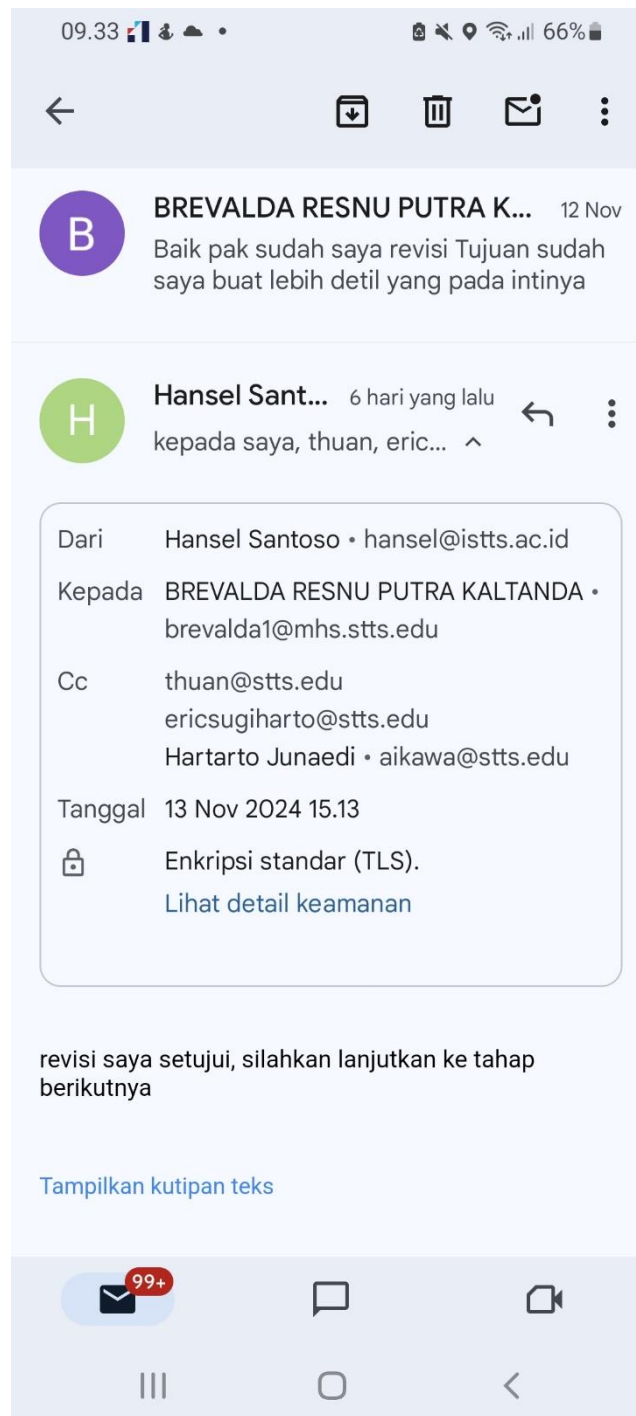 09.33
66%
B
BREVALDA RESNU PUTRA K... 12 Nov
Baik pak sudah saya revisi Tujuan sudah
saya buat lebih detil yang pada intinya
H
Hansel Sant... 6 hari yang lalu
kepada saya, thuan, eric...
Dari Hansel Santoso • hansel@istts.ac.id
Kepada BREVALDA RESNU PUTRA KALTANDA •
brevalda1@mhs.stts.edu
Cc thuan@stts.edu
ericsugiharto@stts.edu
Hartarto Junaedi • aikawa@stts.edu
Tanggal 13 Nov 2024 15.13
Enkripsi standar (TLS).
Lihat detail keamanan
revisi saya setujui, silahkan lanjutkan ke tahap
berikutnya
Tampilkan kutipan teks
99+